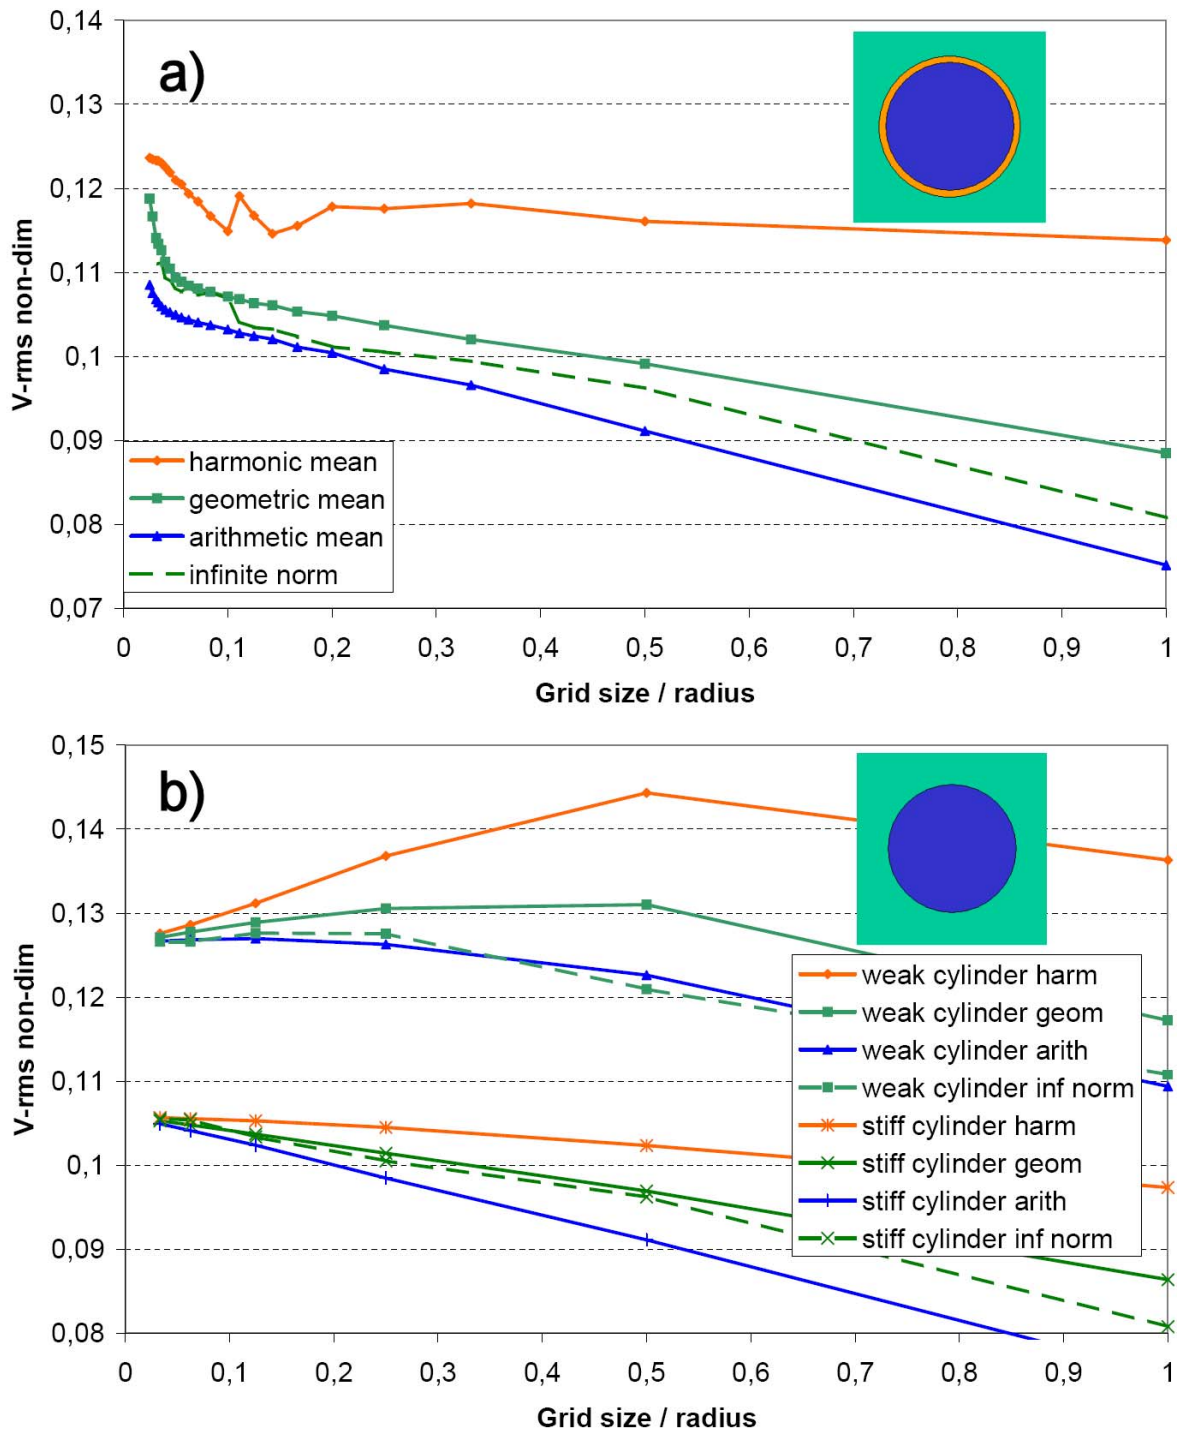 a)
0,14
0,13
0,12
0,11
0,1
0,09
0,08
0,07
V-rms non-dim
harmonic mean
geometric mean
arithmetic mean
infinite norm
0 0,1 0,2 0,3 0,4 0,5 0,6 0,7 0,8 0,9 1
Grid size / radius
b)
0,15
0,14
0,13
0,12
0,11
0,1
0,09
0,08
V-rms non-dim
weak cylinder harm
weak cylinder geom
weak cylinder arith
weak cylinder inf norm
stiff cylinder harm
stiff cylinder geom
stiff cylinder arith
stiff cylinder inf norm
0 0,1 0,2 0,3 0,4 0,5 0,6 0,7 0,8 0,9 1
Grid size / radius